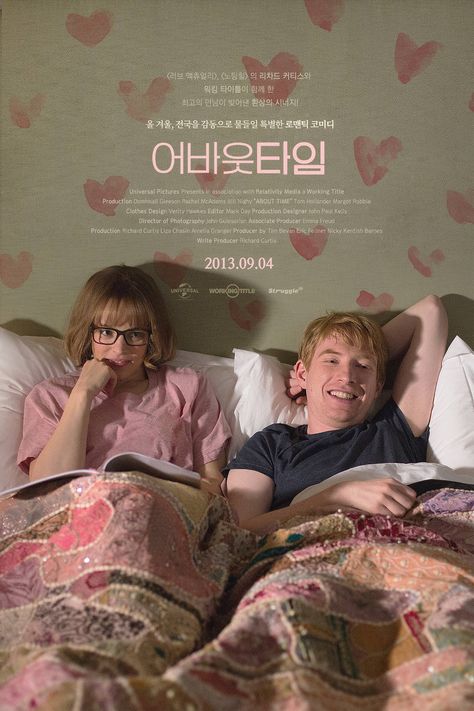 <러브 액츄얼리>, <노팅힐>의 리차드 커티스와
워킹 타이틀이 함께 한
최고의 만남이 빚어낸 환상의 시너지!
올 겨울, 전국을 감동으로 물들일 특별한 로맨틱 코미디
어바웃타임
Universal Pictures Presents in association with Relativity Media a Working Title
Production Domhnall Gleeson Rachel McAdams Bill Nighy "ABOUT TIME" Tom Hollander Margot Robbie
Clothes Design Verity Hawkes Editor Mark Day Production Designer John Paul Kelly
Director of Photography John Guleserian Associate Producer Emma Freud
Production Richard Curtis Liza Chasin Amelia Granger Producer by Tim Bevan Eric Fellner Nicky Kentish Barnes
Write Producer Richard Curtis
2013.09.04
UNIVERSAL
WORKING TITLE
Struggle